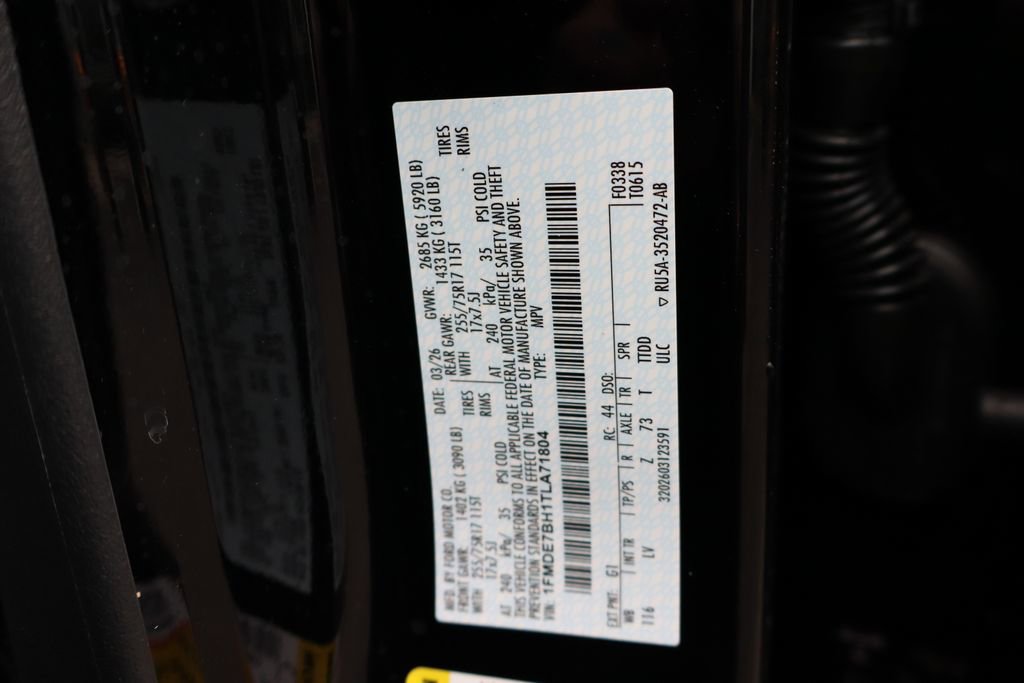 MFD. BY FORD MOTOR CO. DATE: 03/26 GVWR: 2685 KG ( 5920 LB)
FRONT GAWR: 1402 KG ( 3090 LB) REAR GAWR: 1433 KG ( 3160 LB)
WITH 255/75R17 115T TIRES WITH 255/75R17 115T TIRES
17x7.5J RIMS 17x7.5J RIMS
AT 240 kPa/ 35 PSI COLD AT 240 kPa/ 35 PSI COLD
THIS VEHICLE CONFORMS TO ALL APPLICABLE FEDERAL MOTOR VEHICLE SAFETY AND THEFT
PREVENTION STANDARDS IN EFFECT ON THE DATE OF MANUFACTURE SHOWN ABOVE.
VIN: 1FMDE7BH1TLA71804 TYPE: MPV
EXT PNT: G1 RC: 44 DSO: F0338
WB INT TR TP/PS R AXLE TR SPR T0615
116 LV Z 73 T TTDD
3202603123591 ULC ▽ RU5A-3520472-AB